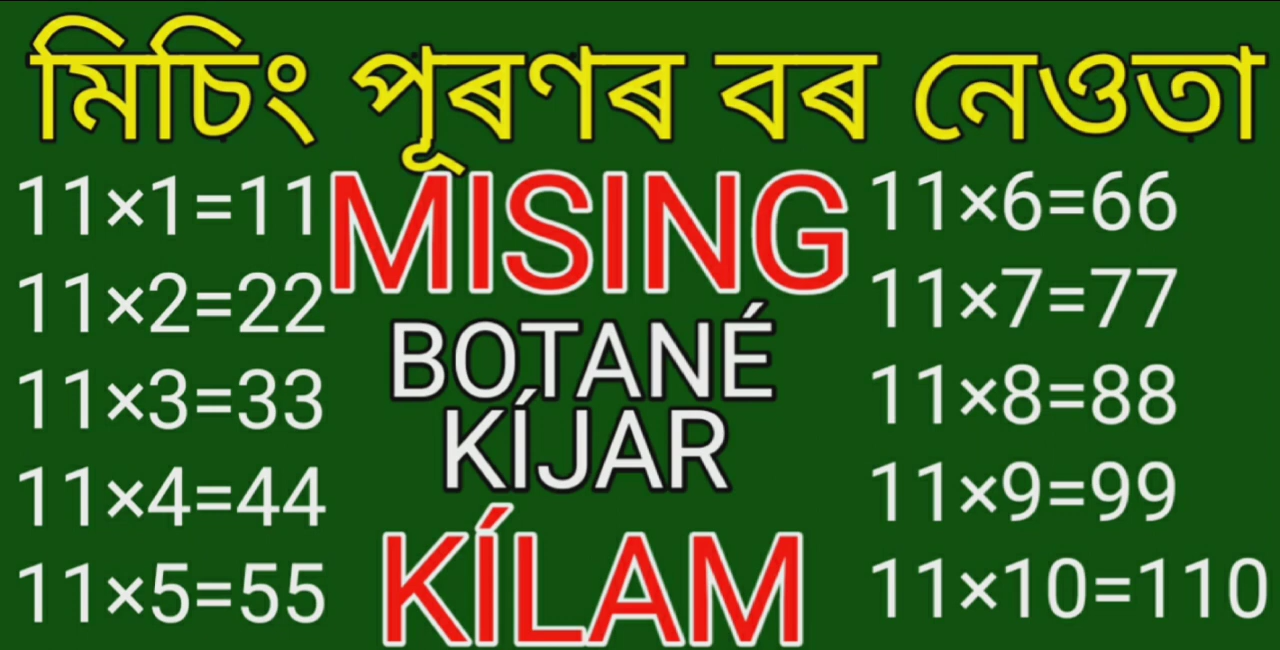 মিচিং পূৰণৰ বৰ নেওতা
11×1=11
11×2=22
11×3=33
11×4=44
11×5=55
MISING
BOTANÉ
KÍJAR
KÍLAM
11×6=66
11×7=77
11×8=88
11×9=99
11×10=110